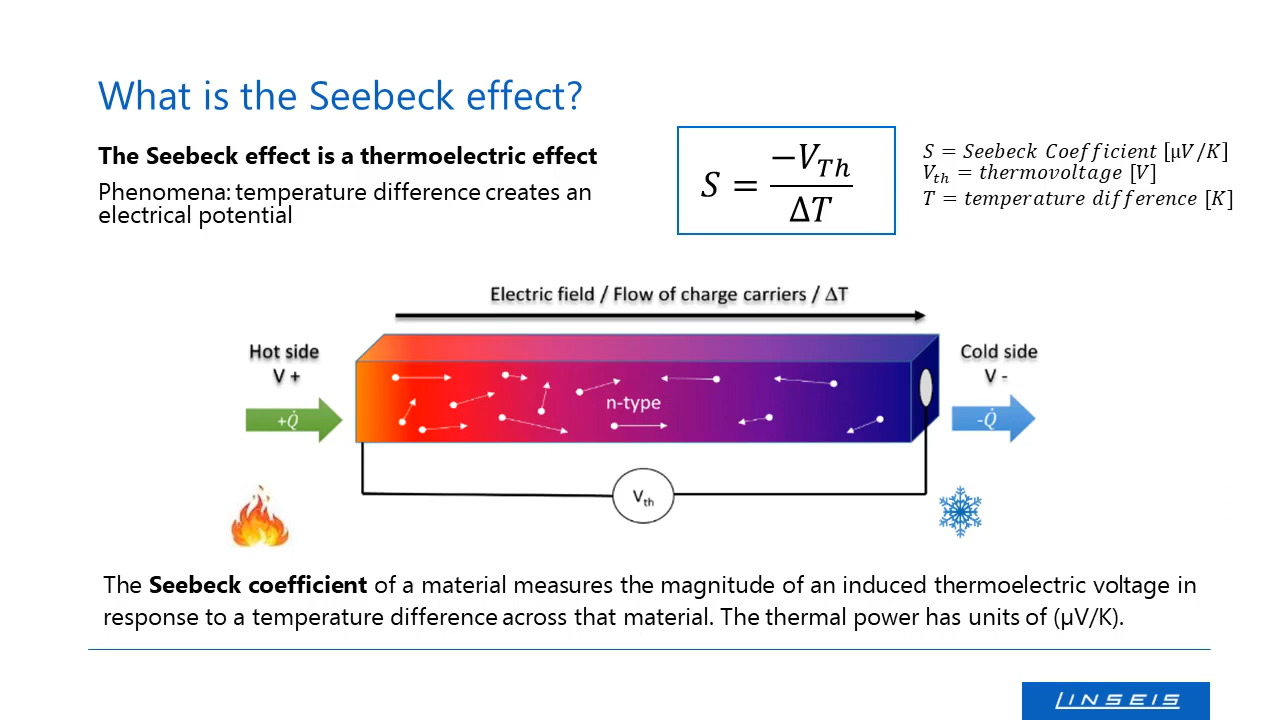 What is the Seebeck effect?
The Seebeck effect is a thermoelectric effect
Phenomena: temperature difference creates an
electrical potential
S = −V_Th / ΔT
S = Seebeck Coefficient [µV/K]
V_th = thermovoltage [V]
T = temperature difference [K]
Electric field / Flow of charge carriers / ΔT
Hot side
V +
+Q̇
n-type
Cold side
V -
-Q̇
V_th
The Seebeck coefficient of a material measures the magnitude of an induced thermoelectric voltage in
response to a temperature difference across that material. The thermal power has units of (µV/K).
LINSEIS